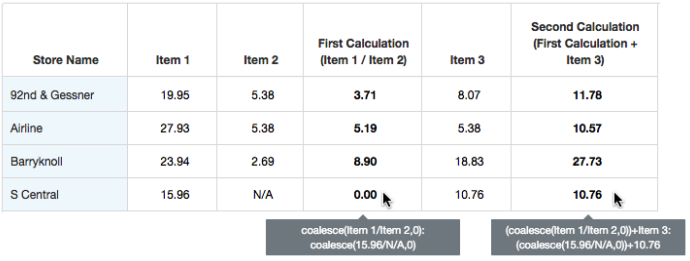 Store Name Item 1 Item 2 First Calculation (Item 1 / Item 2) Item 3 Second Calculation (First Calculation + Item 3)
92nd & Gessner 19.95 5.38 3.71 8.07 11.78
Airline 27.93 5.38 5.19 5.38 10.57
Barryknoll 23.94 2.69 8.90 18.83 27.73
S Central 15.96 N/A 0.00 10.76 10.76
coalesce(Item 1/Item 2,0):
coalesce(15.96/N/A,0)
(coalesce(Item 1/Item 2,0))+Item 3:
(coalesce(15.96/N/A,0))+10.76